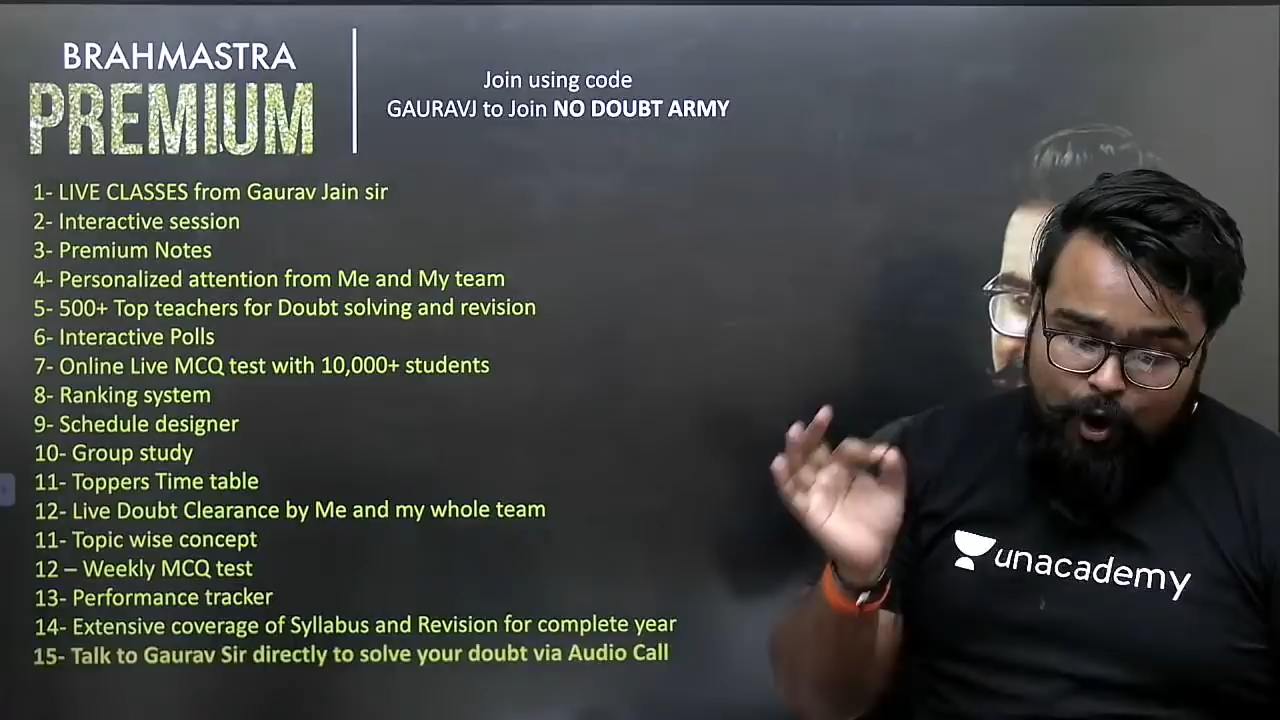 BRAHMASTRA
PREMIUM
Join using code
GAURAVJ to Join NO DOUBT ARMY
1- LIVE CLASSES from Gaurav Jain sir
2- Interactive session
3- Premium Notes
4- Personalized attention from Me and My team
5- 500+ Top teachers for Doubt solving and revision
6- Interactive Polls
7- Online Live MCQ test with 10,000+ students
8- Ranking system
9- Schedule designer
10- Group study
11- Toppers Time table
12- Live Doubt Clearance by Me and my whole team
11- Topic wise concept
12 – Weekly MCQ test
13- Performance tracker
14- Extensive coverage of Syllabus and Revision for complete year
15- Talk to Gaurav Sir directly to solve your doubt via Audio Call
unacademy